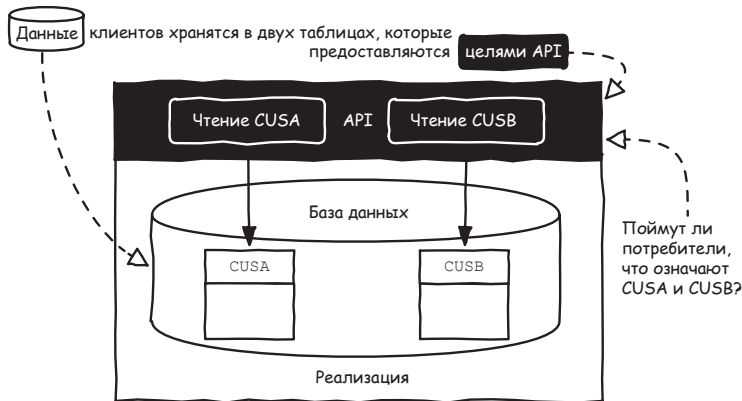 Данные клиентов хранятся в двух таблицах, которые
предоставляются целями API
Чтение CUSA API Чтение CUSB
База данных
CUSA CUSB
Поймут ли
потребители,
что означают
CUSA и CUSB?
Реализация